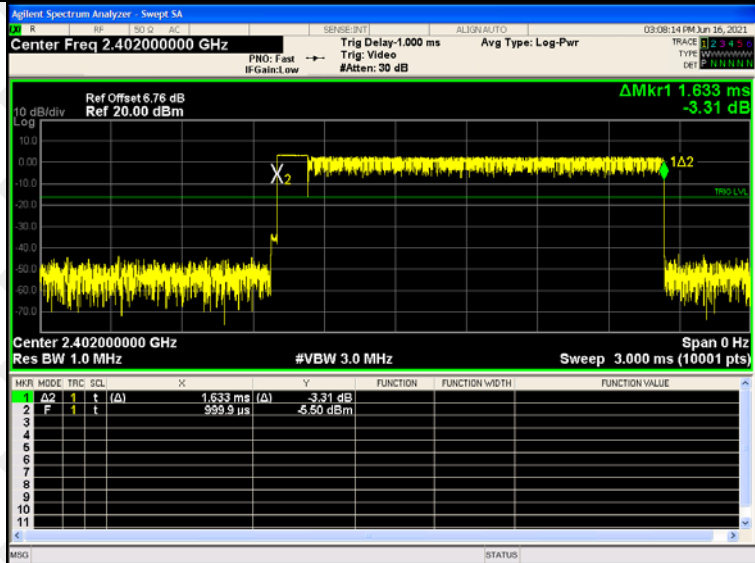 Agilent Spectrum Analyzer - Swept SA
LXI R RF 50 Ω AC SENSE:INT ALIGNAUTO 03:08:14 PM Jun 16, 2021
Center Freq 2.402000000 GHz Trig Delay-1.000 ms Avg Type: Log-Pwr TRACE 1 2 3 4 5 6
PNO: Fast Trig: Video TYPE WWWWWW
IFGain:Low #Atten: 30 dB DET P N N N N N
ΔMkr1 1.633 ms
-3.31 dB
Ref Offset 6.76 dB
10 dB/div Ref 20.00 dBm
Log
10.0
0.00
1Δ2
X2
-10.0
TRIG LVL
-20.0
-30.0
-40.0
-50.0
-60.0
-70.0
Center 2.402000000 GHz Span 0 Hz
Res BW 1.0 MHz #VBW 3.0 MHz Sweep 3.000 ms (10001 pts)
MKR MODE TRC SCL X Y FUNCTION FUNCTION WIDTH FUNCTION VALUE
1 Δ2 1 t (Δ) 1.633 ms (Δ) -3.31 dB
2 F 1 t 999.9 µs -5.50 dBm
3
4
5
6
7
8
9
10
11
MSG STATUS